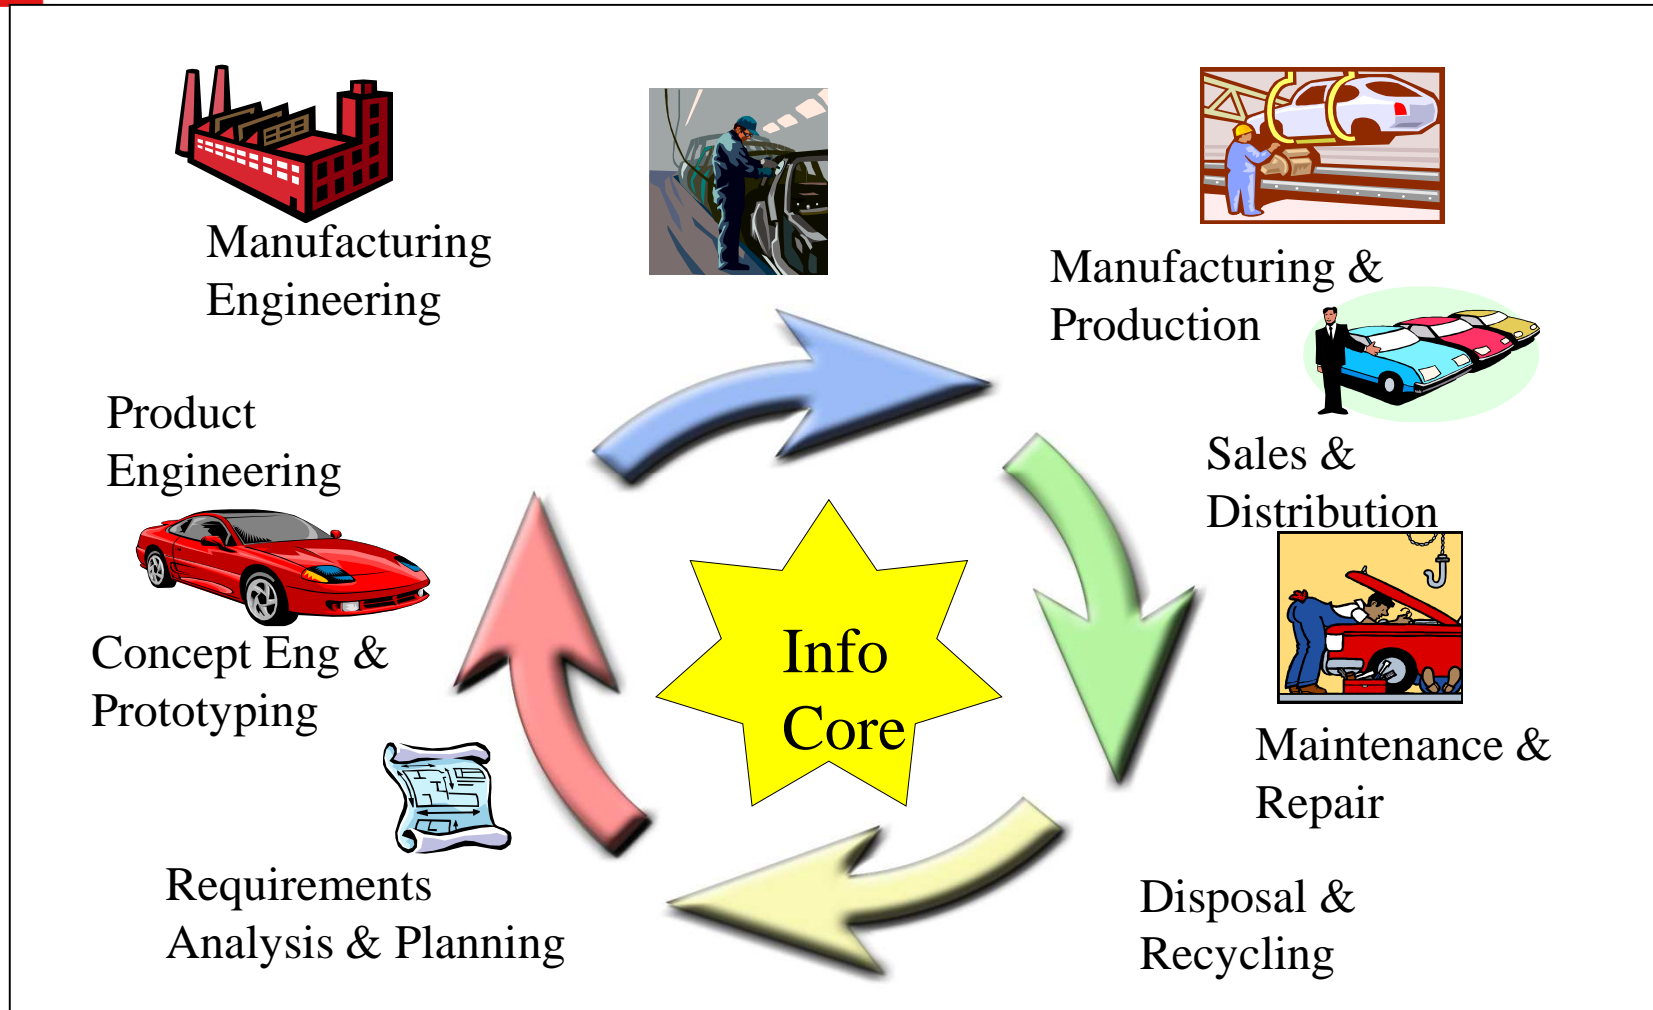 Manufacturing
Engineering
Manufacturing &
Production
Product
Engineering
Sales &
Distribution
Concept Eng &
Prototyping
Info
Core
Maintenance &
Repair
Requirements
Analysis & Planning
Disposal &
Recycling